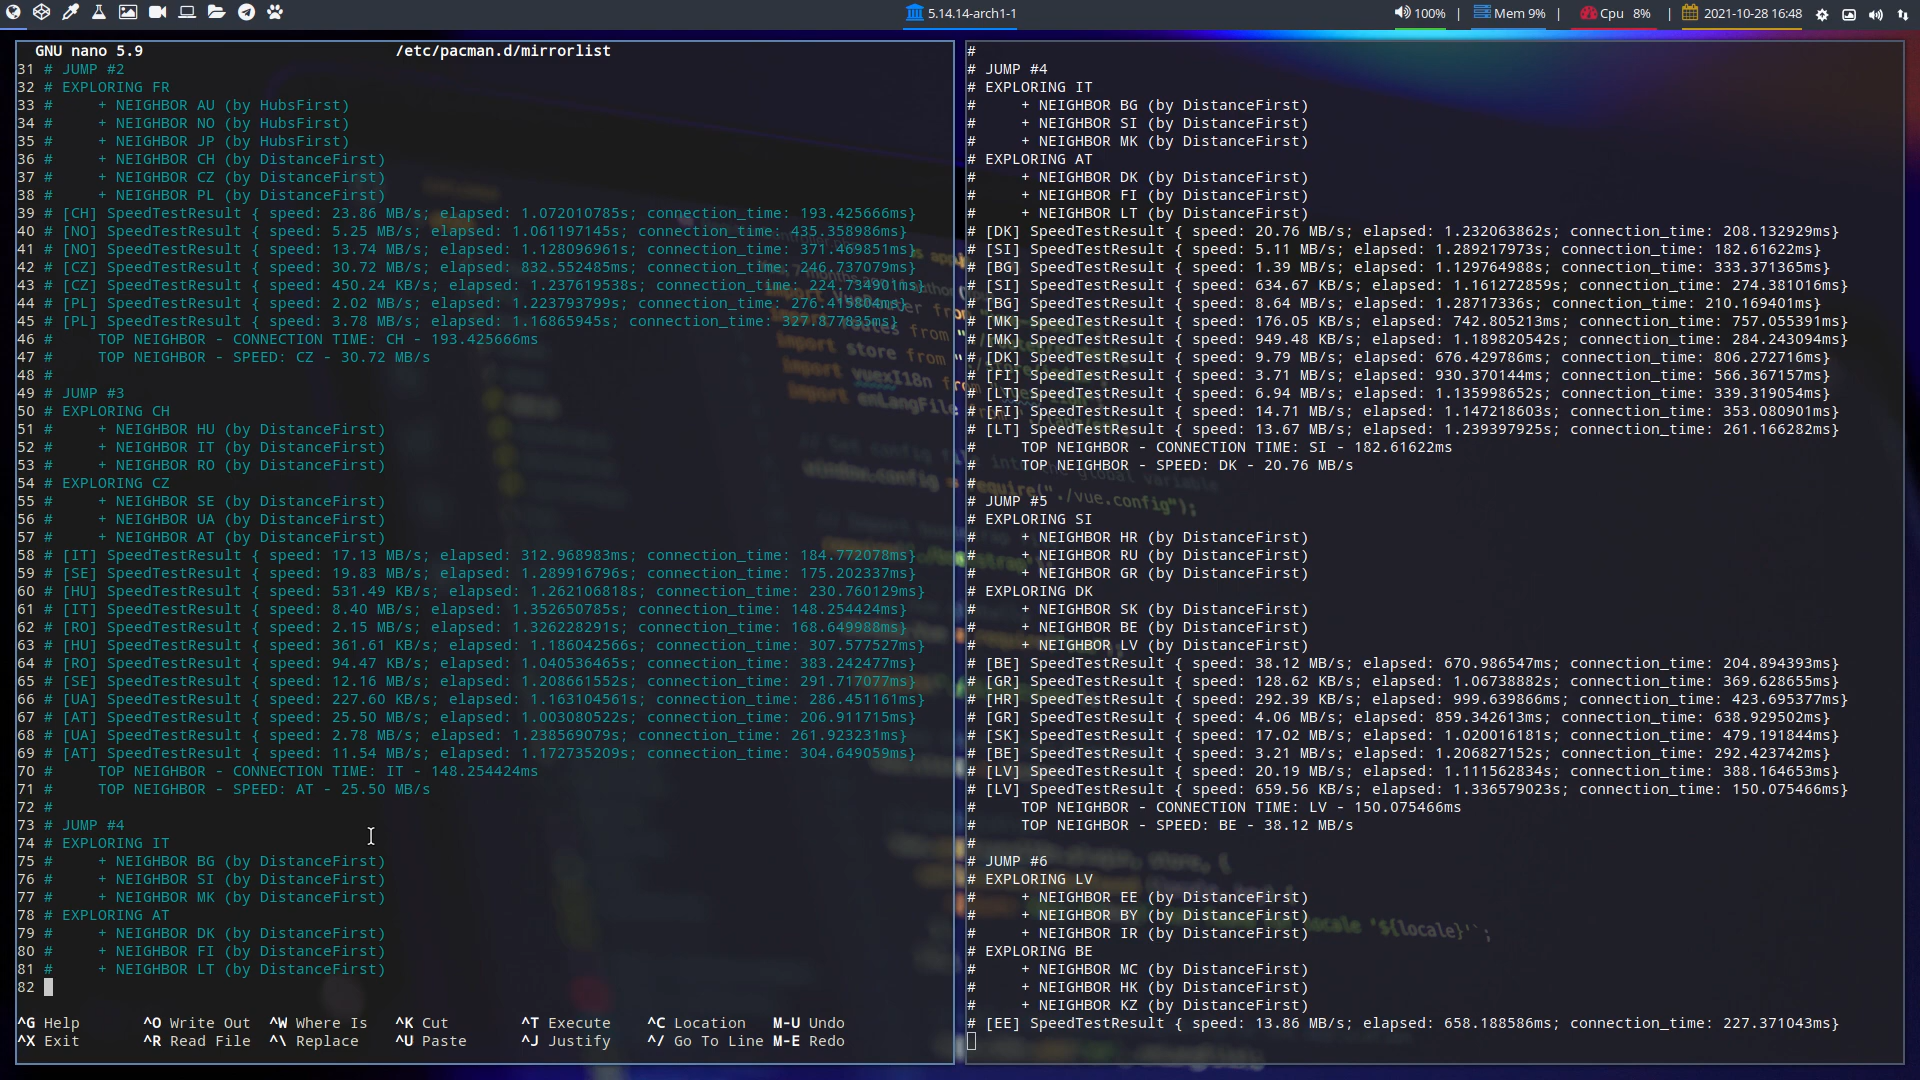 5.14.14-arch1-1
100% | Mem 9% | Cpu 8% | 2021-10-28 16:48
GNU nano 5.9 /etc/pacman.d/mirrorlist
31 # JUMP #2
32 # EXPLORING FR
33 # + NEIGHBOR AU (by HubsFirst)
34 # + NEIGHBOR NO (by HubsFirst)
35 # + NEIGHBOR JP (by HubsFirst)
36 # + NEIGHBOR CH (by DistanceFirst)
37 # + NEIGHBOR CZ (by DistanceFirst)
38 # + NEIGHBOR PL (by DistanceFirst)
39 # [CH] SpeedTestResult { speed: 23.86 MB/s; elapsed: 1.072010785s; connection_time: 193.425666ms}
40 # [NO] SpeedTestResult { speed: 5.25 MB/s; elapsed: 1.061197145s; connection_time: 435.358986ms}
41 # [NO] SpeedTestResult { speed: 13.74 MB/s; elapsed: 1.128096961s; connection_time: 371.469851ms}
42 # [CZ] SpeedTestResult { speed: 30.72 MB/s; elapsed: 832.552485ms; connection_time: 246.737079ms}
43 # [CZ] SpeedTestResult { speed: 450.24 KB/s; elapsed: 1.237619538s; connection_time: 224.734901ms}
44 # [PL] SpeedTestResult { speed: 2.02 MB/s; elapsed: 1.223793799s; connection_time: 276.415884ms}
45 # [PL] SpeedTestResult { speed: 3.78 MB/s; elapsed: 1.16865945s; connection_time: 327.877835ms}
46 # TOP NEIGHBOR - CONNECTION TIME: CH - 193.425666ms
47 # TOP NEIGHBOR - SPEED: CZ - 30.72 MB/s
48 #
49 # JUMP #3
50 # EXPLORING CH
51 # + NEIGHBOR HU (by DistanceFirst)
52 # + NEIGHBOR IT (by DistanceFirst)
53 # + NEIGHBOR RO (by DistanceFirst)
54 # EXPLORING CZ
55 # + NEIGHBOR SE (by DistanceFirst)
56 # + NEIGHBOR UA (by DistanceFirst)
57 # + NEIGHBOR AT (by DistanceFirst)
58 # [IT] SpeedTestResult { speed: 17.13 MB/s; elapsed: 312.968983ms; connection_time: 184.772078ms}
59 # [SE] SpeedTestResult { speed: 19.83 MB/s; elapsed: 1.289916796s; connection_time: 175.202337ms}
60 # [HU] SpeedTestResult { speed: 531.49 KB/s; elapsed: 1.262106818s; connection_time: 230.760129ms}
61 # [IT] SpeedTestResult { speed: 8.40 MB/s; elapsed: 1.352650785s; connection_time: 148.254424ms}
62 # [RO] SpeedTestResult { speed: 2.15 MB/s; elapsed: 1.326228291s; connection_time: 168.649988ms}
63 # [HU] SpeedTestResult { speed: 361.61 KB/s; elapsed: 1.186042566s; connection_time: 307.577527ms}
64 # [RO] SpeedTestResult { speed: 94.47 KB/s; elapsed: 1.040536465s; connection_time: 383.242477ms}
65 # [SE] SpeedTestResult { speed: 12.16 MB/s; elapsed: 1.208661552s; connection_time: 291.717077ms}
66 # [UA] SpeedTestResult { speed: 227.60 KB/s; elapsed: 1.163104561s; connection_time: 286.451161ms}
67 # [AT] SpeedTestResult { speed: 25.50 MB/s; elapsed: 1.003080522s; connection_time: 206.911715ms}
68 # [UA] SpeedTestResult { speed: 2.78 MB/s; elapsed: 1.238569079s; connection_time: 261.923231ms}
69 # [AT] SpeedTestResult { speed: 11.54 MB/s; elapsed: 1.172735209s; connection_time: 304.649059ms}
70 # TOP NEIGHBOR - CONNECTION TIME: IT - 148.254424ms
71 # TOP NEIGHBOR - SPEED: AT - 25.50 MB/s
72 #
73 # JUMP #4
74 # EXPLORING IT
75 # + NEIGHBOR BG (by DistanceFirst)
76 # + NEIGHBOR SI (by DistanceFirst)
77 # + NEIGHBOR MK (by DistanceFirst)
78 # EXPLORING AT
79 # + NEIGHBOR DK (by DistanceFirst)
80 # + NEIGHBOR FI (by DistanceFirst)
81 # + NEIGHBOR LT (by DistanceFirst)
82
^G Help ^O Write Out ^W Where Is ^K Cut ^T Execute ^C Location M-U Undo
^X Exit ^R Read File ^\ Replace ^U Paste ^J Justify ^/ Go To Line M-E Redo
#
# JUMP #4
# EXPLORING IT
# + NEIGHBOR BG (by DistanceFirst)
# + NEIGHBOR SI (by DistanceFirst)
# + NEIGHBOR MK (by DistanceFirst)
# EXPLORING AT
# + NEIGHBOR DK (by DistanceFirst)
# + NEIGHBOR FI (by DistanceFirst)
# + NEIGHBOR LT (by DistanceFirst)
# [DK] SpeedTestResult { speed: 20.76 MB/s; elapsed: 1.232063862s; connection_time: 208.132929ms}
# [SI] SpeedTestResult { speed: 5.11 MB/s; elapsed: 1.289217973s; connection_time: 182.61622ms}
# [BG] SpeedTestResult { speed: 1.39 MB/s; elapsed: 1.129764988s; connection_time: 333.371365ms}
# [SI] SpeedTestResult { speed: 634.67 KB/s; elapsed: 1.161272859s; connection_time: 274.381016ms}
# [BG] SpeedTestResult { speed: 8.64 MB/s; elapsed: 1.28717336s; connection_time: 210.169401ms}
# [MK] SpeedTestResult { speed: 176.05 KB/s; elapsed: 742.805213ms; connection_time: 757.055391ms}
# [MK] SpeedTestResult { speed: 949.48 KB/s; elapsed: 1.189820542s; connection_time: 284.243094ms}
# [DK] SpeedTestResult { speed: 9.79 MB/s; elapsed: 676.429786ms; connection_time: 806.272716ms}
# [FI] SpeedTestResult { speed: 3.71 MB/s; elapsed: 930.370144ms; connection_time: 566.367157ms}
# [LT] SpeedTestResult { speed: 6.94 MB/s; elapsed: 1.135998652s; connection_time: 339.319054ms}
# [FI] SpeedTestResult { speed: 14.71 MB/s; elapsed: 1.147218603s; connection_time: 353.080901ms}
# [LT] SpeedTestResult { speed: 13.67 MB/s; elapsed: 1.239397925s; connection_time: 261.166282ms}
# TOP NEIGHBOR - CONNECTION TIME: SI - 182.61622ms
# TOP NEIGHBOR - SPEED: DK - 20.76 MB/s
#
# JUMP #5
# EXPLORING SI
# + NEIGHBOR HR (by DistanceFirst)
# + NEIGHBOR RU (by DistanceFirst)
# + NEIGHBOR GR (by DistanceFirst)
# EXPLORING DK
# + NEIGHBOR SK (by DistanceFirst)
# + NEIGHBOR BE (by DistanceFirst)
# + NEIGHBOR LV (by DistanceFirst)
# [BE] SpeedTestResult { speed: 38.12 MB/s; elapsed: 670.986547ms; connection_time: 204.894393ms}
# [GR] SpeedTestResult { speed: 128.62 KB/s; elapsed: 1.06738882s; connection_time: 369.628655ms}
# [HR] SpeedTestResult { speed: 292.39 KB/s; elapsed: 999.639866ms; connection_time: 423.695377ms}
# [GR] SpeedTestResult { speed: 4.06 MB/s; elapsed: 859.342613ms; connection_time: 638.929502ms}
# [SK] SpeedTestResult { speed: 17.02 MB/s; elapsed: 1.020016181s; connection_time: 479.191844ms}
# [BE] SpeedTestResult { speed: 3.21 MB/s; elapsed: 1.206827152s; connection_time: 292.423742ms}
# [LV] SpeedTestResult { speed: 20.19 MB/s; elapsed: 1.111562834s; connection_time: 388.164653ms}
# [LV] SpeedTestResult { speed: 659.56 KB/s; elapsed: 1.336579023s; connection_time: 150.075466ms}
# TOP NEIGHBOR - CONNECTION TIME: LV - 150.075466ms
# TOP NEIGHBOR - SPEED: BE - 38.12 MB/s
#
# JUMP #6
# EXPLORING LV
# + NEIGHBOR EE (by DistanceFirst)
# + NEIGHBOR BY (by DistanceFirst)
# + NEIGHBOR IR (by DistanceFirst)
# EXPLORING BE
# + NEIGHBOR MC (by DistanceFirst)
# + NEIGHBOR HK (by DistanceFirst)
# + NEIGHBOR KZ (by DistanceFirst)
# [EE] SpeedTestResult { speed: 13.86 MB/s; elapsed: 658.188586ms; connection_time: 227.371043ms}